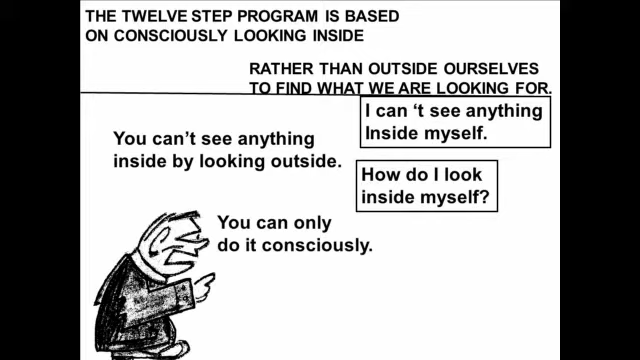 THE TWELVE STEP PROGRAM IS BASED
ON CONSCIOUSLY LOOKING INSIDE
RATHER THAN OUTSIDE OURSELVES
TO FIND WHAT WE ARE LOOKING FOR.
I can ‘t see anything
Inside myself.
You can’t see anything
inside by looking outside.
How do I look
inside myself?
You can only
do it consciously.